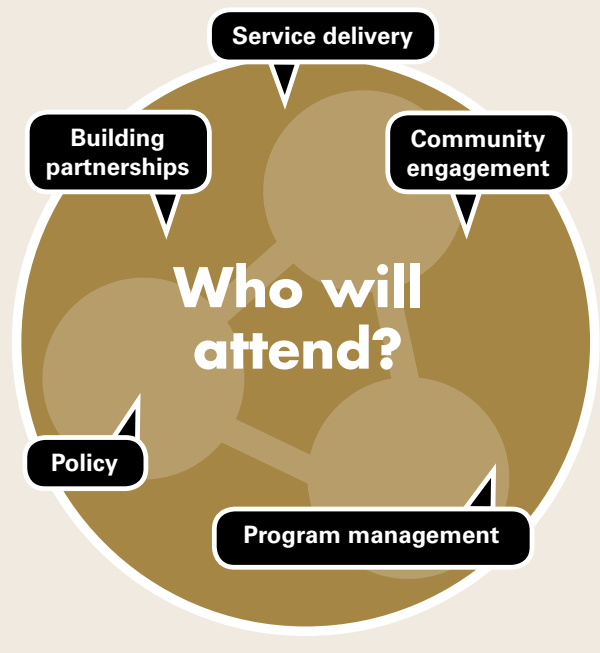 Service delivery
Building
partnerships
Community
engagement
Who will
attend?
Policy
Program management